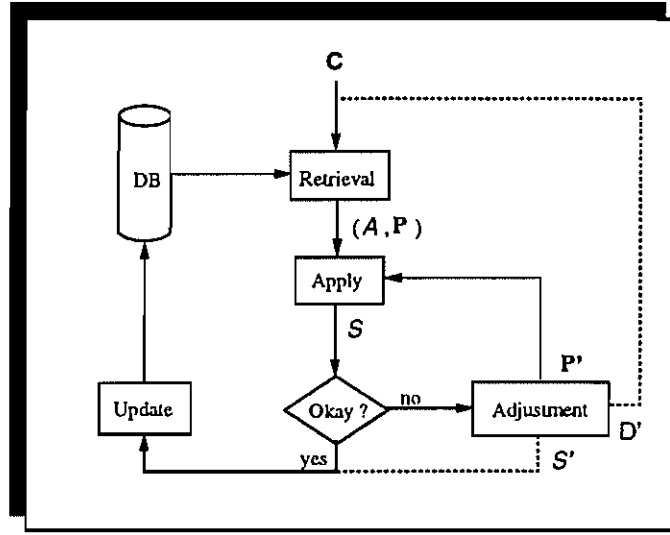 C
DB
Retrieval
(A, P)
Apply
S
P'
Update
Okay ?
no
Adjustment
D'
yes
S'